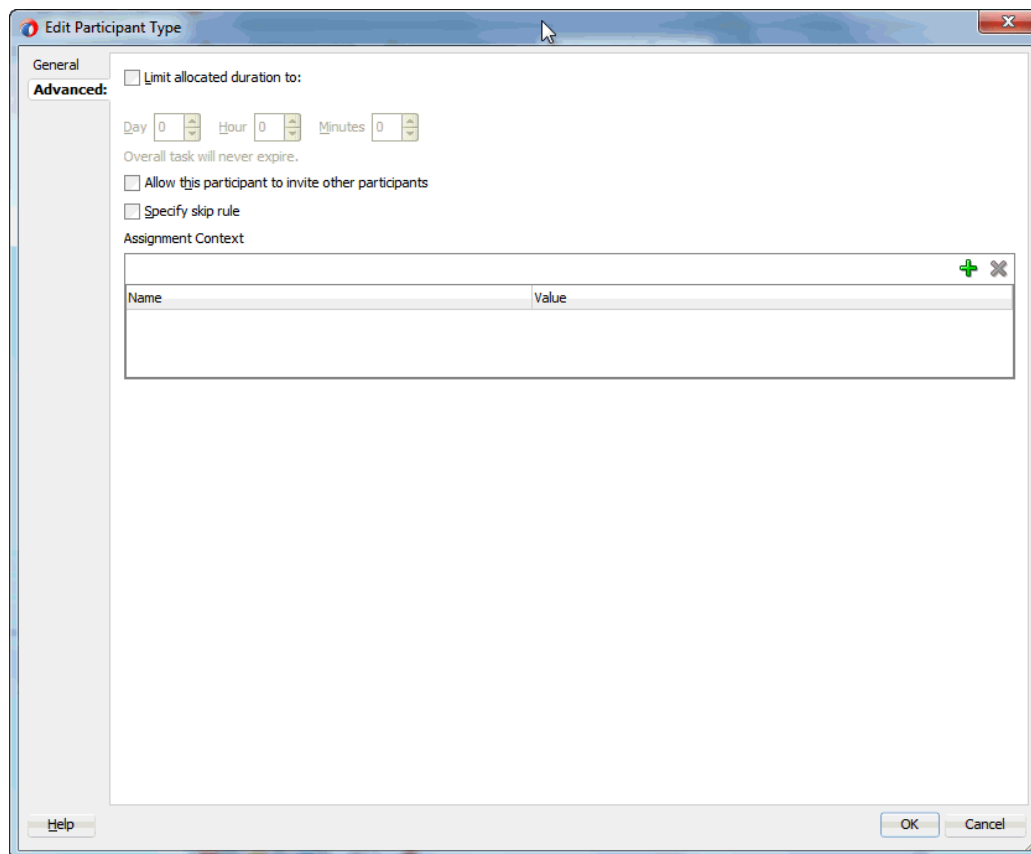 Edit Participant Type
General
Advanced:
Limit allocated duration to:
Day 0 Hour 0 Minutes 0
Overall task will never expire.
Allow this participant to invite other participants
Specify skip rule
Assignment Context
Name Value
Help OK Cancel